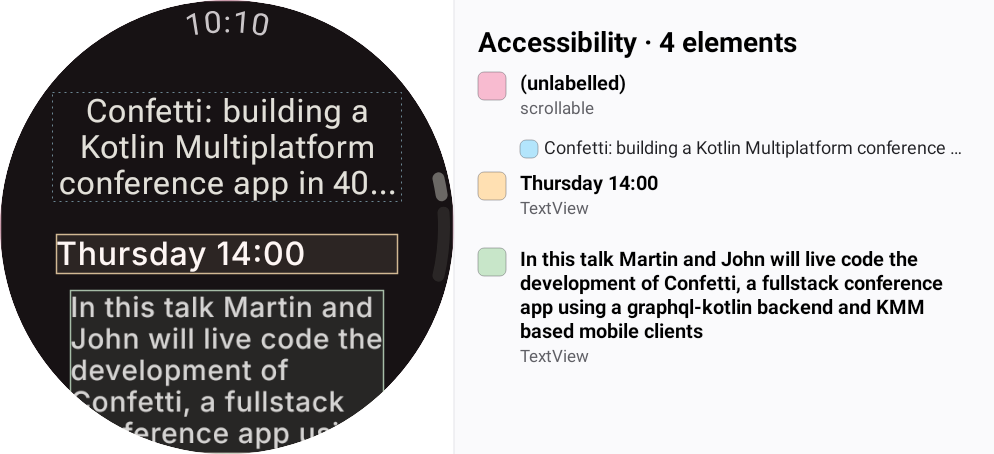 10:10
Confetti: building a
Kotlin Multiplatform
conference app in 40...
Thursday 14:00
In this talk Martin and
John will live code the
development of
Confetti, a fullstack
conference app using
Accessibility · 4 elements
(unlabelled)
scrollable
Confetti: building a Kotlin Multiplatform conference ...
Thursday 14:00
TextView
In this talk Martin and John will live code the
development of Confetti, a fullstack conference
app using a graphql-kotlin backend and KMM
based mobile clients
TextView